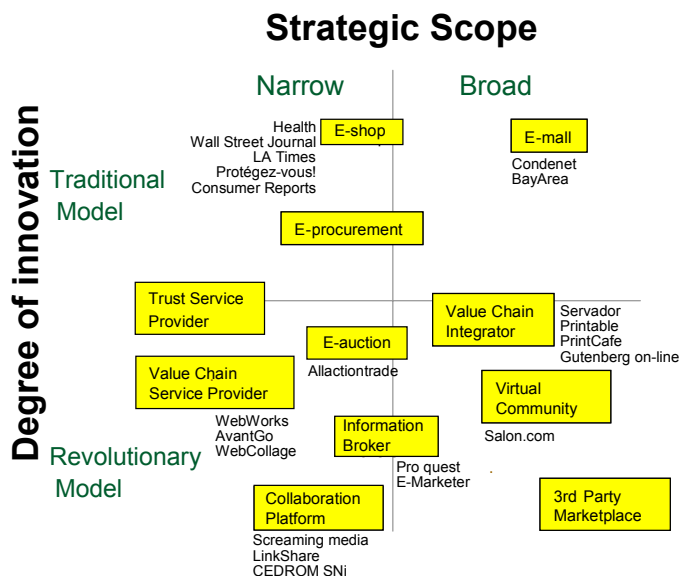 Strategic Scope
Narrow
Broad
Degree of innovation
Traditional
Model
Revolutionary
Model
E-shop
Health
Wall Street Journal
LA Times
Protégez-vous!
Consumer Reports
E-mall
Condenet
BayArea
E-procurement
Trust Service
Provider
Value Chain
Integrator
Servador
Printable
PrintCafe
Gutenberg on-line
E-auction
Allactiontrade
Value Chain
Service Provider
WebWorks
AvantGo
WebCollage
Virtual
Community
Salon.com
Information
Broker
Pro quest
E-Marketer
Collaboration
Platform
Screaming media
LinkShare
CEDROM SNi
3rd Party
Marketplace